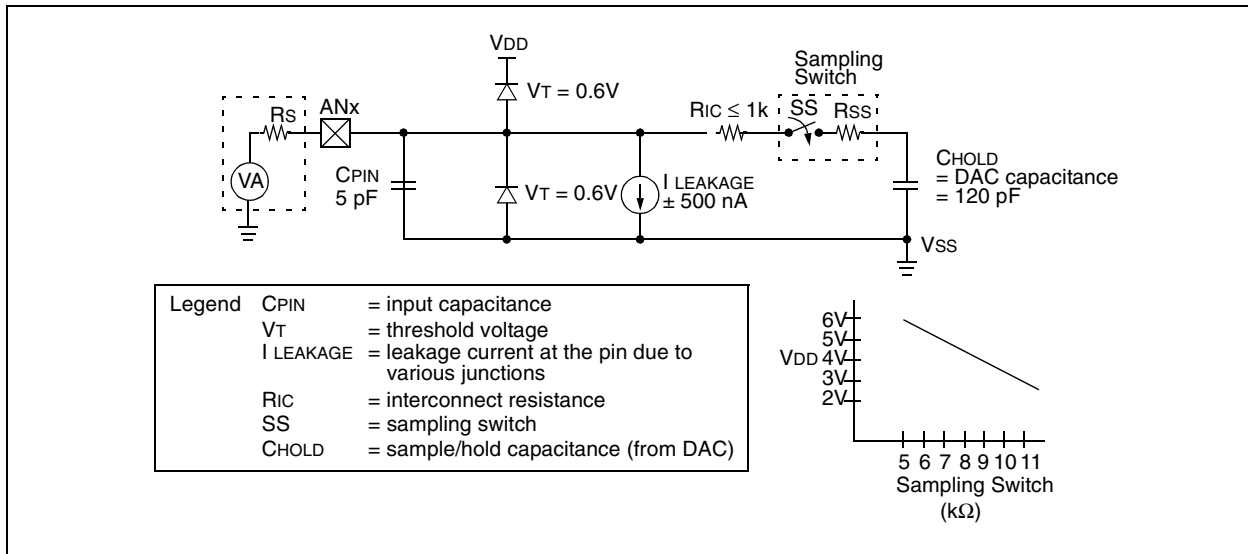 VDD
Sampling
Switch
VT = 0.6V
RS
ANx
RIC ≤ 1k
SS
RSS
VA
CPIN
5 pF
VT = 0.6V
I LEAKAGE
± 500 nA
CHOLD
= DAC capacitance
= 120 pF
VSS
Legend CPIN = input capacitance
VT = threshold voltage
I LEAKAGE = leakage current at the pin due to
various junctions
RIC = interconnect resistance
SS = sampling switch
CHOLD = sample/hold capacitance (from DAC)
6V
5V
VDD 4V
3V
2V
5 6 7 8 9 10 11
Sampling Switch
(kΩ)